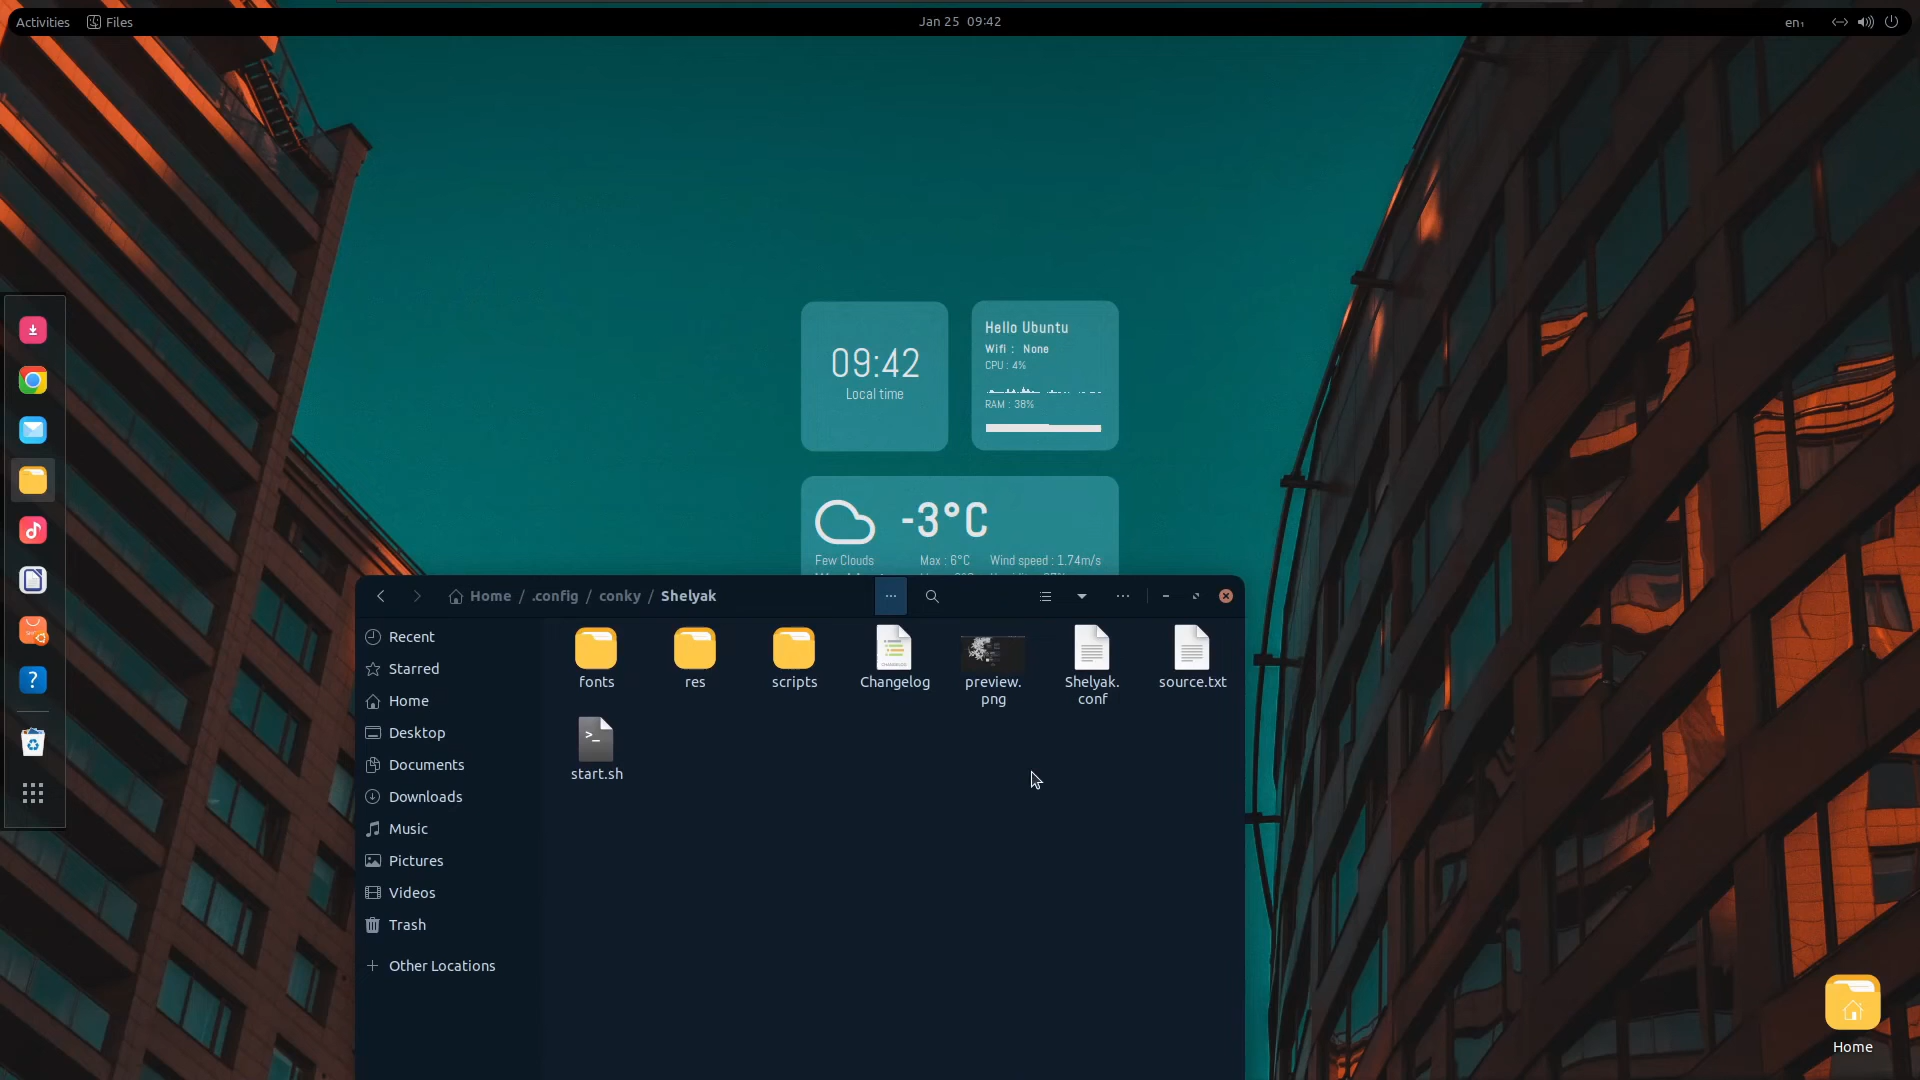 Activities
Files
Jan 25 09:42
en₁
09:42
Local time
Hello Ubuntu
Wifi : None
CPU : 4%
RAM : 38%
-3°C
Few Clouds
Max : 6°C
Wind speed : 1.74m/s
Home / .config / conky / Shelyak
Recent
Starred
Home
Desktop
Documents
Downloads
Music
Pictures
Videos
Trash
Other Locations
fonts
res
scripts
Changelog
preview.
png
Shelyak.
conf
source.txt
>_
start.sh
Home